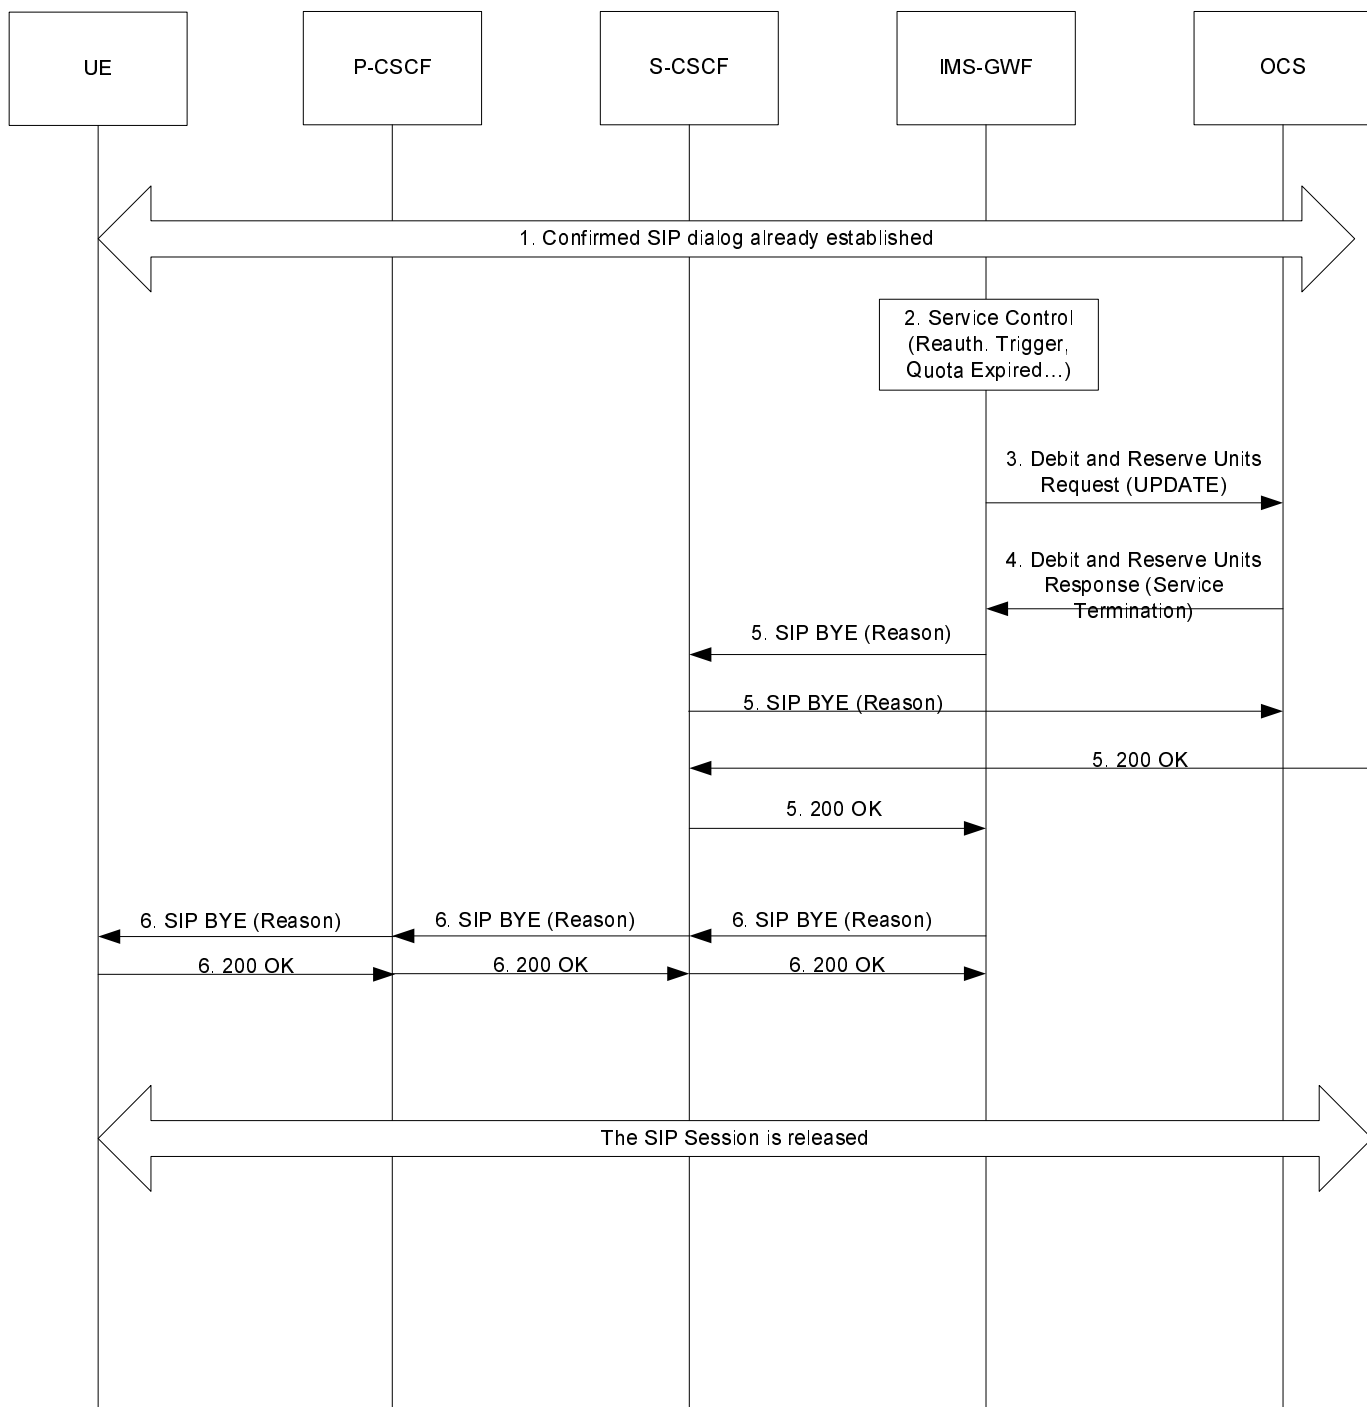 UE
P-CSCF
S-CSCF
IMS-GWF
OCS
1. Confirmed SIP dialog already established
2. Service Control
(Reauth. Trigger,
Quota Expired…)
3. Debit and Reserve Units
Request (UPDATE)
4. Debit and Reserve Units
Response (Service
Termination)
5. SIP BYE (Reason)
5. SIP BYE (Reason)
5. 200 OK
5. 200 OK
6. SIP BYE (Reason)
6. SIP BYE (Reason)
6. SIP BYE (Reason)
6. 200 OK
6. 200 OK
6. 200 OK
The SIP Session is released